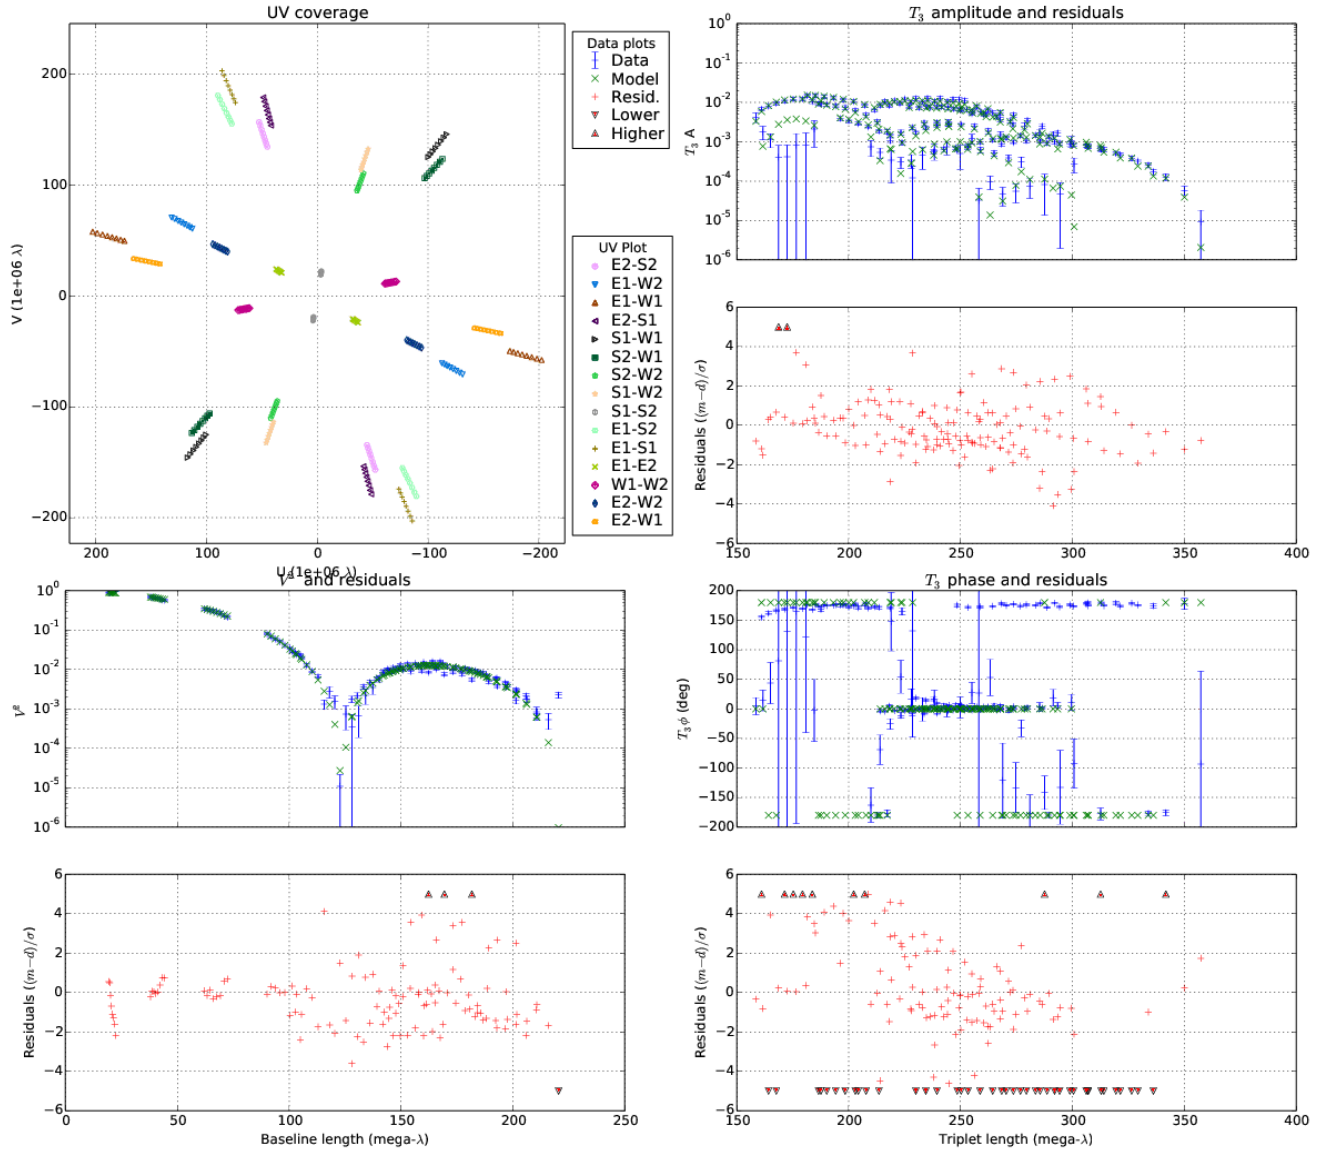 UV coverage
V (1e+06 λ)
200
100
0
−100
−200
200
100
0
−100
−200
U (1e+06 λ)
Data plots
Data
Model
Resid.
Lower
Higher
UV Plot
E2-S2
E1-W2
E1-W1
E2-S1
S1-W1
S2-W1
S2-W2
S1-W2
S1-S2
E1-S2
E1-S1
E1-E2
W1-W2
E2-W2
E2-W1
T₃ amplitude and residuals
T₃ A
10⁰
10⁻¹
10⁻²
10⁻³
10⁻⁴
10⁻⁵
10⁻⁶
Residuals ((m−d)/σ)
6
4
2
0
−2
−4
−6
150
200
250
300
350
400
V² and residuals
V²
10⁰
10⁻¹
10⁻²
10⁻³
10⁻⁴
10⁻⁵
10⁻⁶
Residuals ((m−d)/σ)
6
4
2
0
−2
−4
−6
0
50
100
150
200
250
Baseline length (mega-λ)
T₃ phase and residuals
T₃ϕ (deg)
200
150
100
50
0
−50
−100
−150
−200
Residuals ((m−d)/σ)
6
4
2
0
−2
−4
−6
150
200
250
300
350
400
Triplet length (mega-λ)